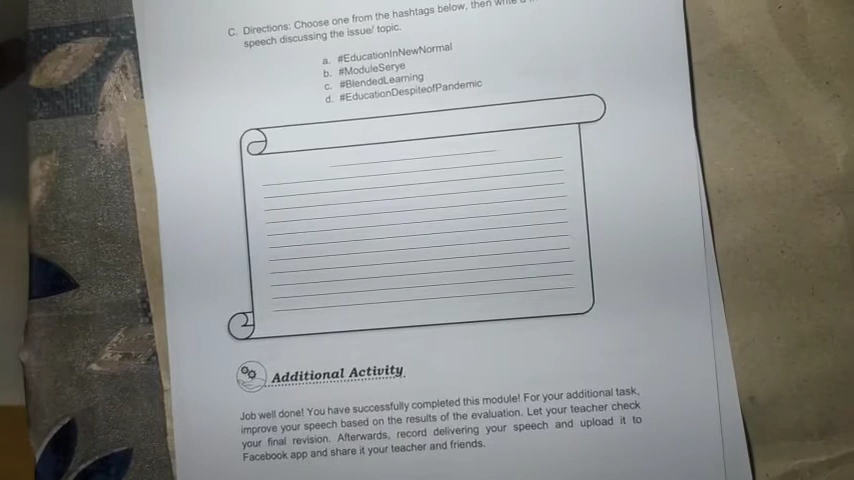 C. Directions: Choose one from the hashtags below, then write a
speech discussing the issue/ topic.
a. #EducationInNewNormal
b. #ModuleSerye
c. #BlendedLearning
d. #EducationDespiteofPandemic
Additional Activity
Job well done! You have successfully completed this module! For your additional task,
improve your speech based on the results of the evaluation. Let your teacher check
your final revision. Afterwards, record delivering your speech and upload it to
Facebook app and share it your teacher and friends.